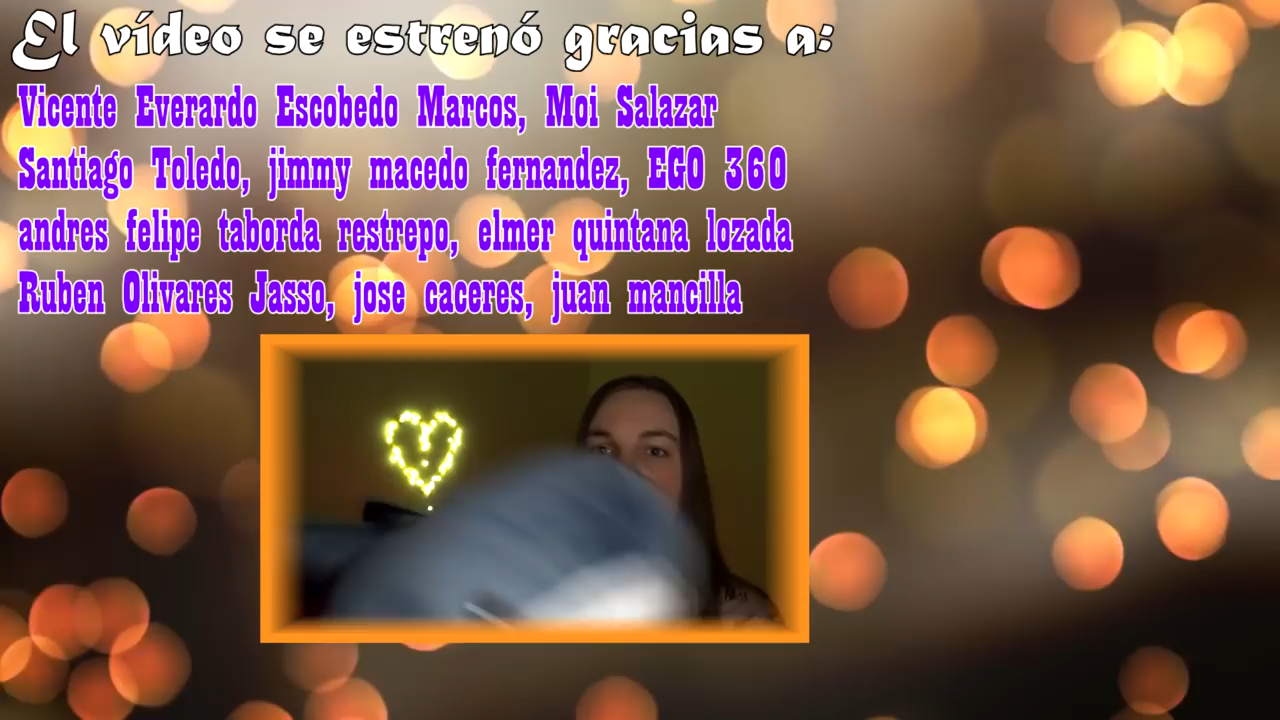 El vídeo se estrenó gracias a:
Vicente Everardo Escobedo Marcos, Moi Salazar
Santiago Toledo, jimmy macedo fernandez, EGO 360
andres felipe taborda restrepo, elmer quintana lozada
Ruben Olivares Jasso, jose caceres, juan mancilla